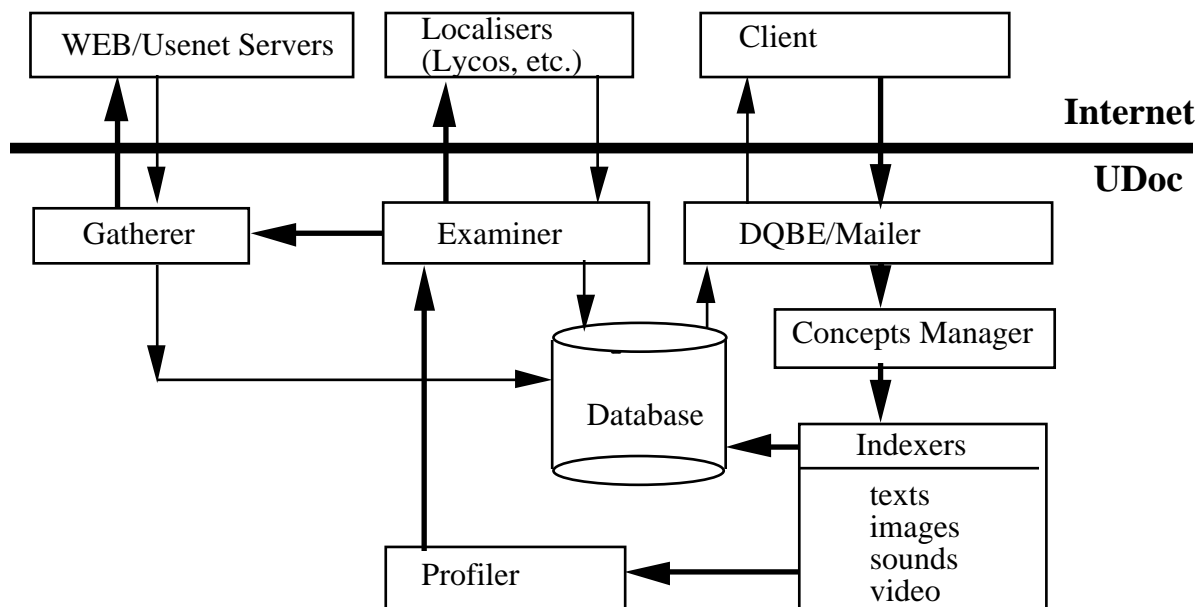 WEB/Usenet Servers
Localisers
(Lycos, etc.)
Client
Internet
UDoc
Gatherer
Examiner
DQBE/Mailer
Concepts Manager
Database
Indexers
texts
images
sounds
video
Profiler